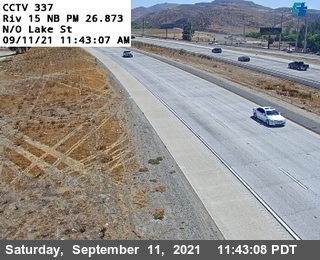 CCTV 337
Riv 15 NB PM 26.873
N/O Lake St
09/11/21 11:43:07 AM
Saturday, September 11, 2021 11:43:08 PDT